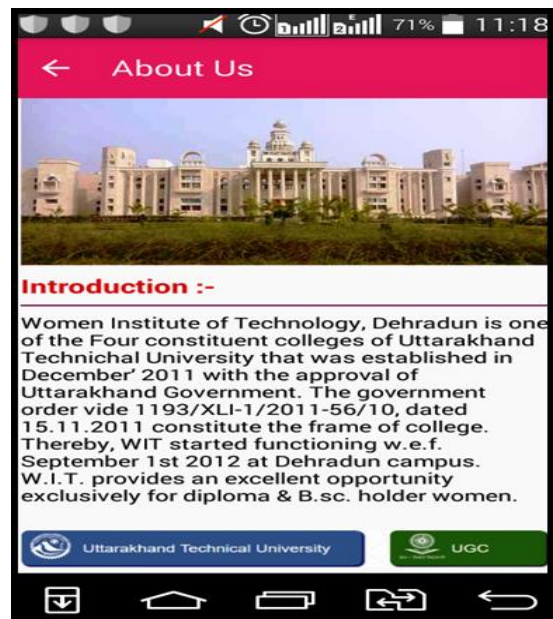 71% 11:18
About Us
Introduction :-
Women Institute of Technology, Dehradun is one
of the Four constituent colleges of Uttarakhand
Technichal University that was established in
December' 2011 with the approval of
Uttarakhand Government. The government
order vide 1193/XLI-1/2011-56/10, dated
15.11.2011 constitute the frame of college.
Thereby, WIT started functioning w.e.f.
September 1st 2012 at Dehradun campus.
W.I.T. provides an excellent opportunity
exclusively for diploma & B.sc. holder women.
Uttarakhand Technical University UGC